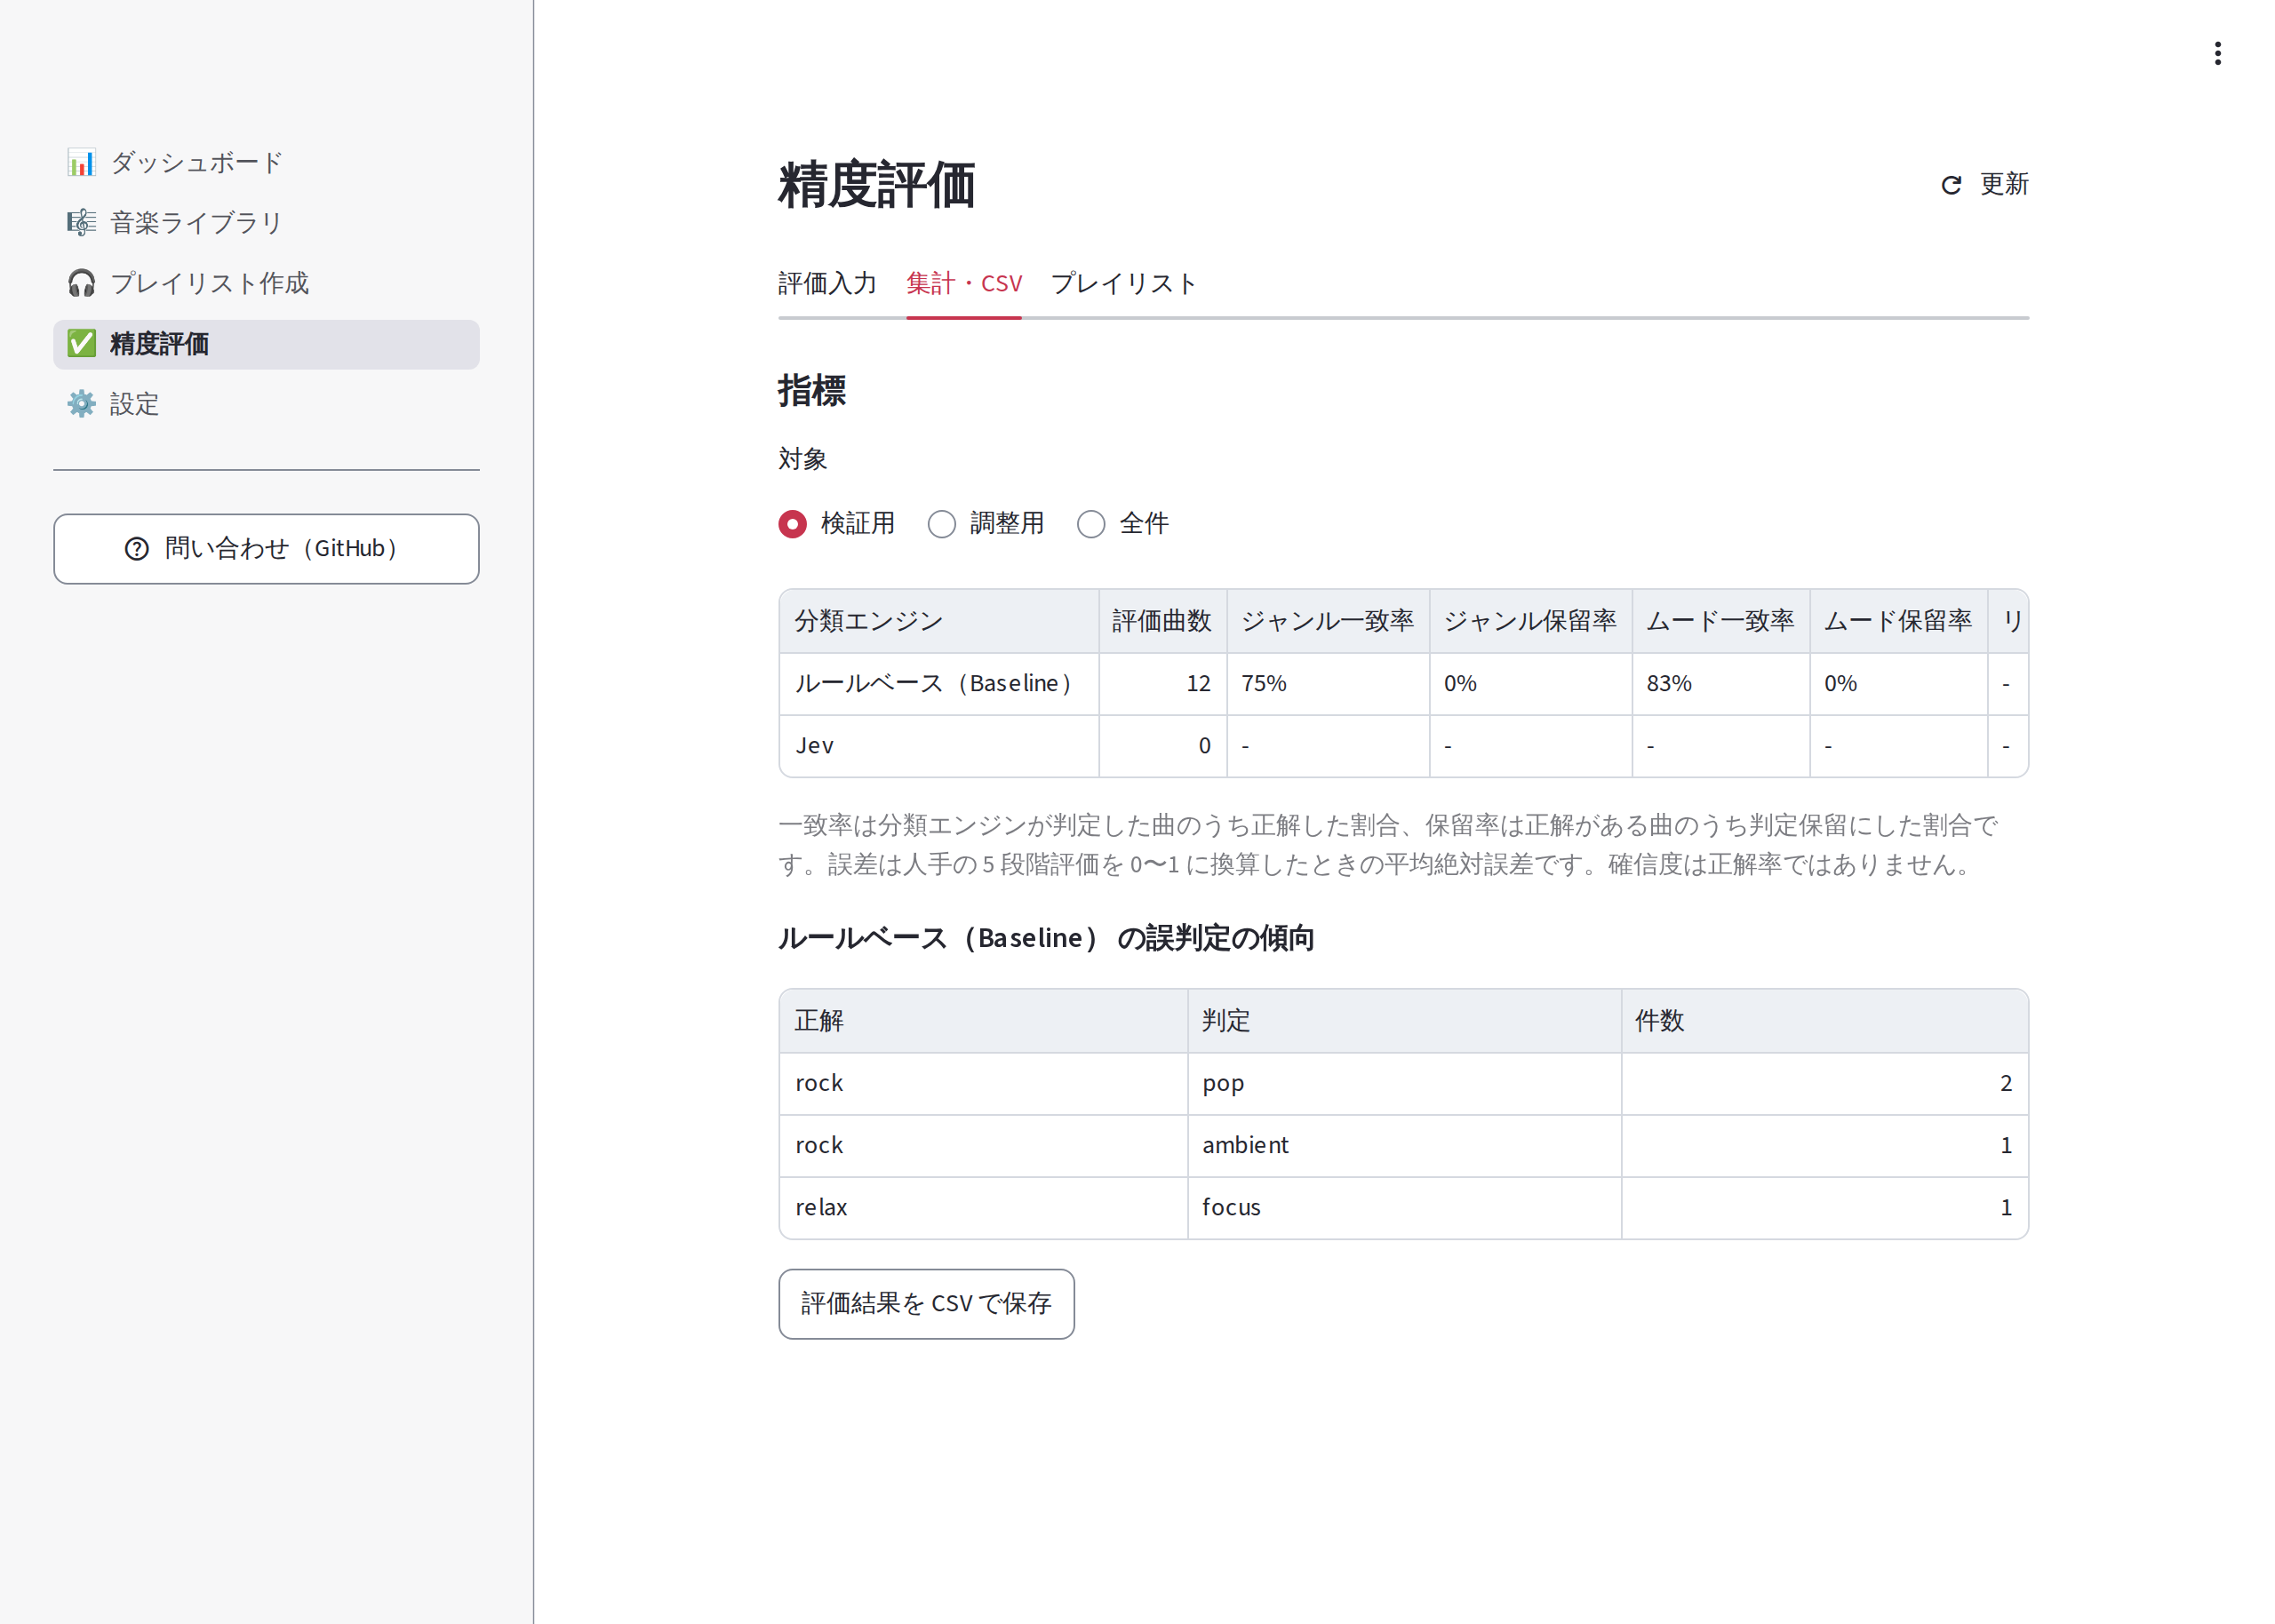 ダッシュボード
音楽ライブラリ
プレイリスト作成
精度評価
設定
問い合わせ（GitHub）
精度評価
更新
評価入力 集計・CSV プレイリスト
指標
対象
検証用 調整用 全件
分類エンジン 評価曲数 ジャンル一致率 ジャンル保留率 ムード一致率 ムード保留率 リ
ルールベース（Baseline） 12 75% 0% 83% 0% -
Jev 0 - - - - -
一致率は分類エンジンが判定した曲のうち正解した割合、保留率は正解がある曲のうち判定保留にした割合で
す。誤差は人手の 5 段階評価を 0〜1 に換算したときの平均絶対誤差です。確信度は正解率ではありません。
ルールベース（Baseline） の誤判定の傾向
正解 判定 件数
rock pop 2
rock ambient 1
relax focus 1
評価結果を CSV で保存